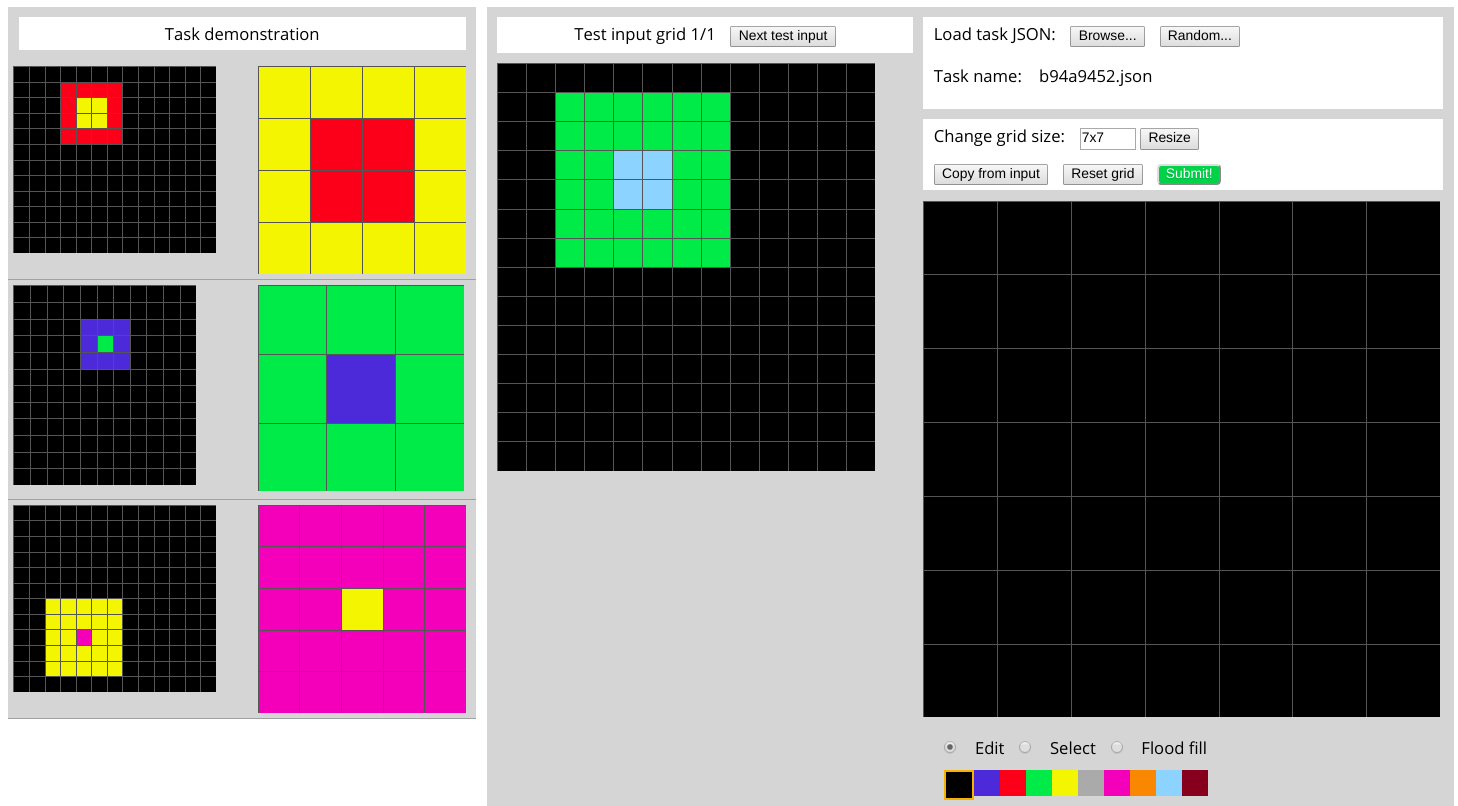 Task demonstration
Test input grid 1/1 Next test input
Load task JSON: Browse... Random...
Task name: b94a9452.json
Change grid size: 7x7 Resize
Copy from input Reset grid Submit!
Edit Select Flood fill